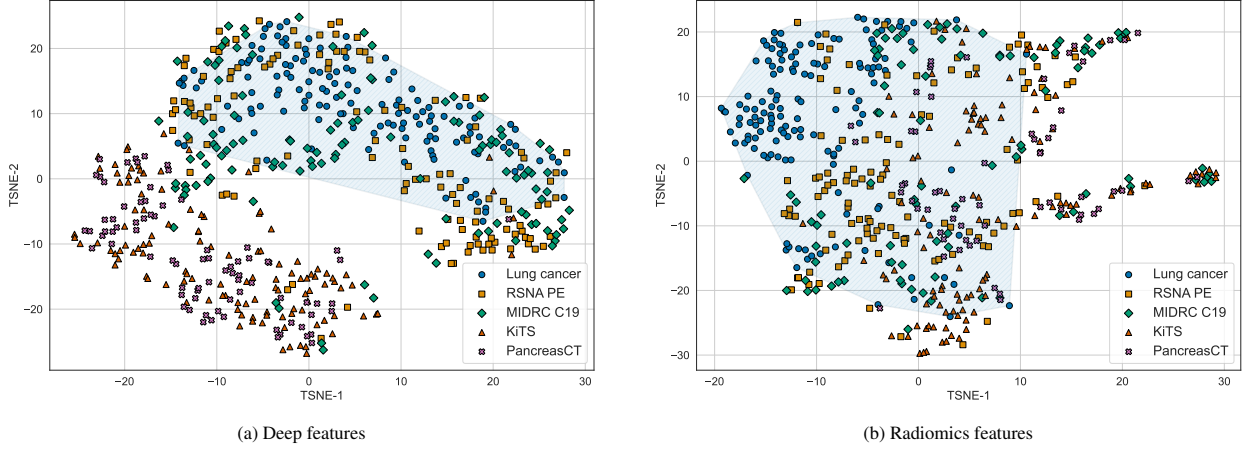 20
10
0
−10
−20
TSNE-2
−20
−10
0
10
20
30
TSNE-1
Lung cancer
RSNA PE
MIDRC C19
KiTS
PancreasCT
(a) Deep features
20
10
0
−10
−20
−30
TSNE-2
−20
−10
0
10
20
30
TSNE-1
Lung cancer
RSNA PE
MIDRC C19
KiTS
PancreasCT
(b) Radiomics features